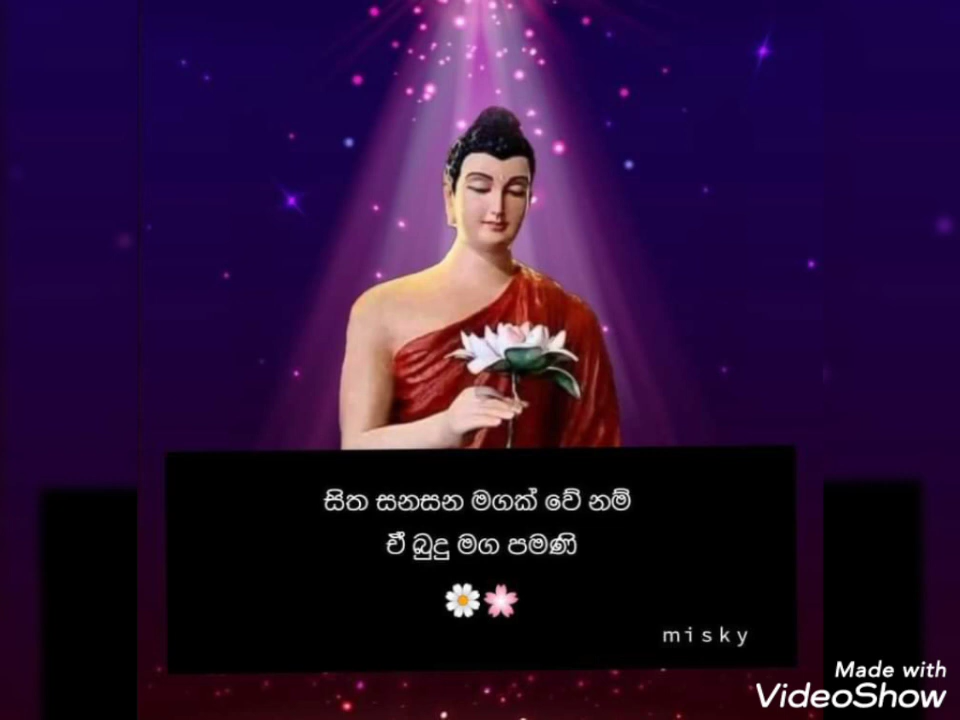 සිත සනසන මගක් වේ නම්
ඒ බුදු මග පමණි
🌼🌸
misky
Made with
VideoShow